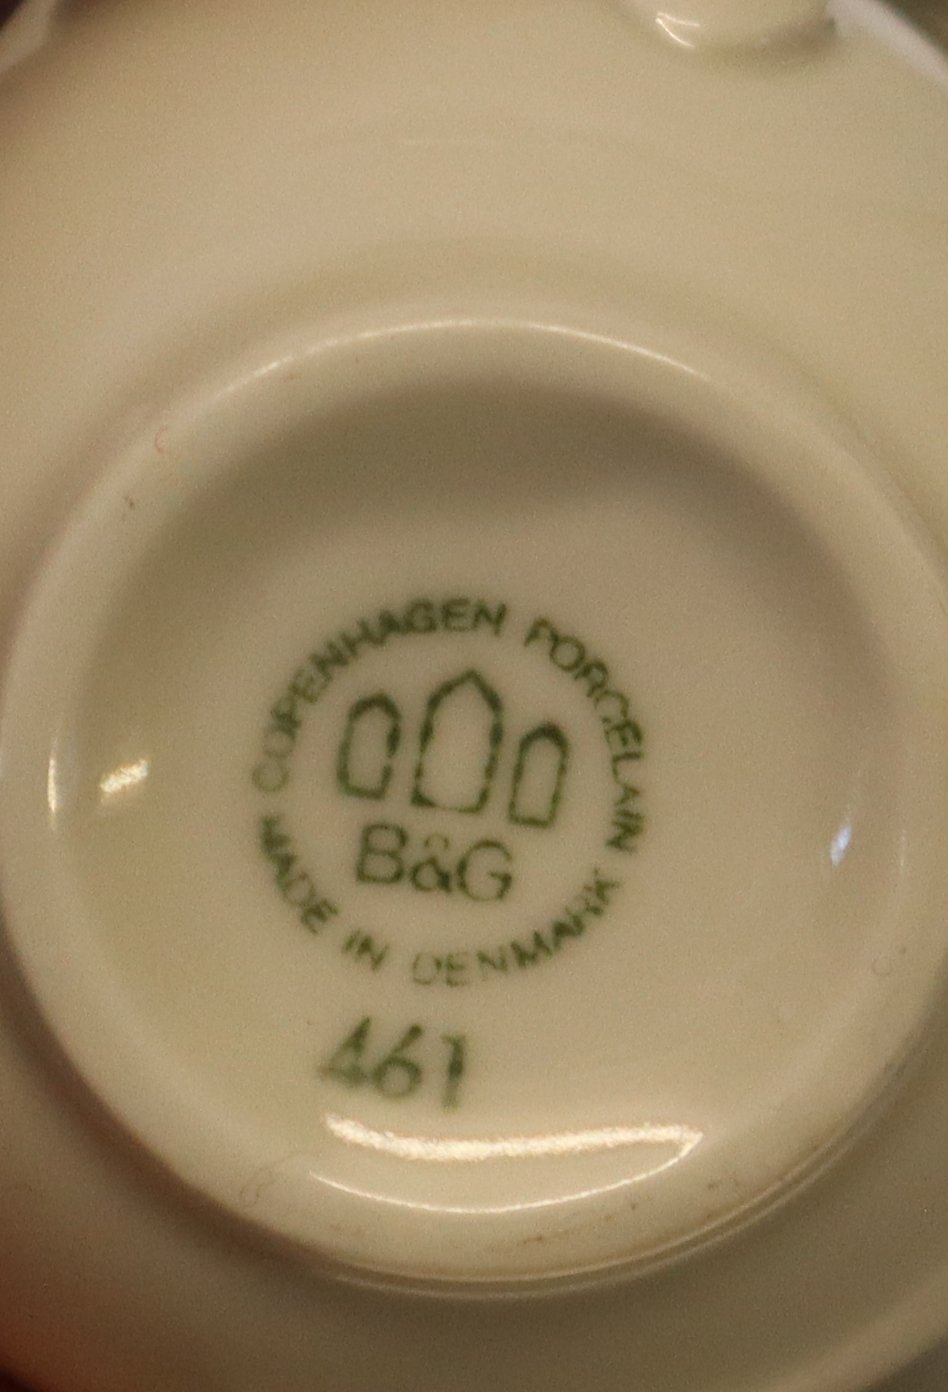 COPENHAGEN PORCELAIN
B&G
MADE IN DENMARK
461